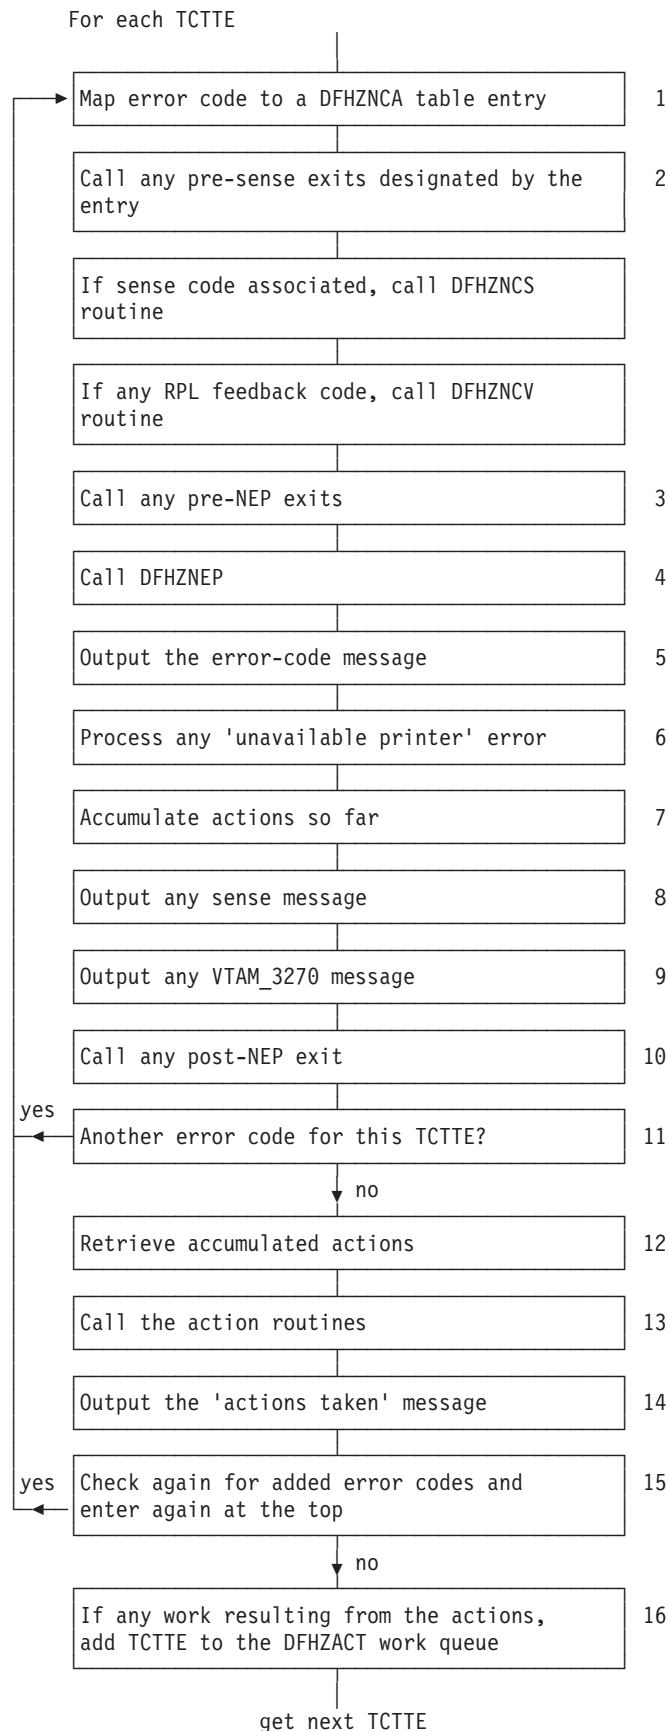 For each TCTTE
Map error code to a DFHZNCA table entry 1
Call any pre-sense exits designated by the 2
entry
If sense code associated, call DFHZNCS
routine
If any RPL feedback code, call DFHZNCV
routine
Call any pre-NEP exits 3
Call DFHZNEP 4
Output the error-code message 5
Process any 'unavailable printer' error 6
Accumulate actions so far 7
Output any sense message 8
Output any VTAM_3270 message 9
Call any post-NEP exit 10
yes
Another error code for this TCTTE? 11
no
Retrieve accumulated actions 12
Call the action routines 13
Output the 'actions taken' message 14
yes Check again for added error codes and 15
enter again at the top
no
If any work resulting from the actions, 16
add TCTTE to the DFHZACT work queue
get next TCTTE